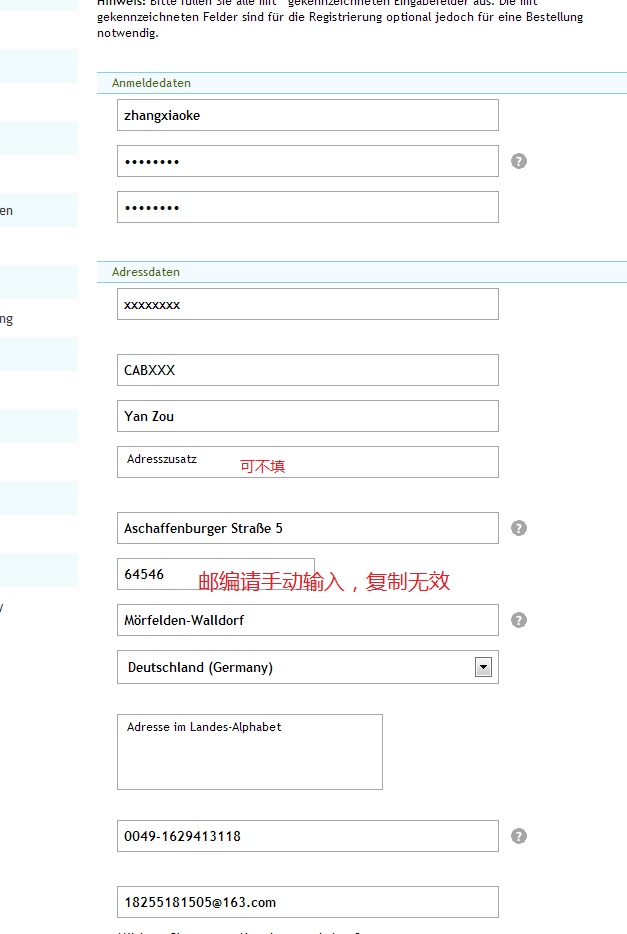 Hinweis: Bitte füllen Sie alle mit * gekennzeichneten Eingabefelder aus. Die mit
gekennzeichneten Felder sind für die Registrierung optional jedoch für eine Bestellung
notwendig.
Anmeldedaten
zhangxiaoke
••••••••
••••••••
en
Adressdaten
xxxxxxxx
ng
CABXXX
Yan Zou
Adresszusatz 可不填
Aschaffenburger Straße 5
64546 邮编请手动输入，复制无效
Mörfelden-Walldorf
Deutschland (Germany)
Adresse im Landes-Alphabet
0049-1629413118
18255181505@163.com